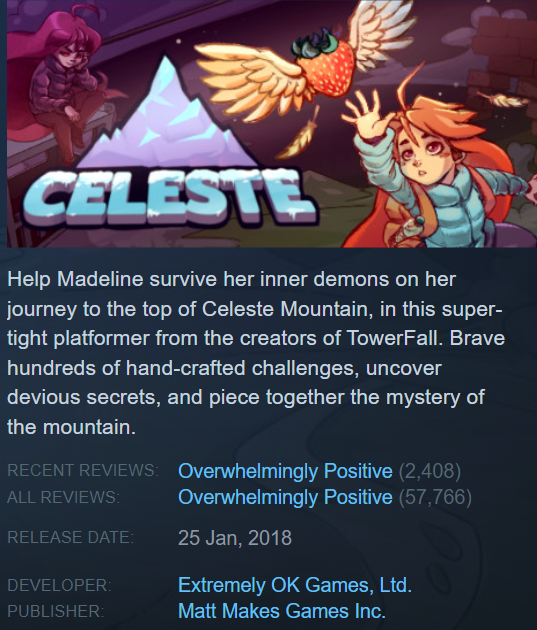 CELESTE
Help Madeline survive her inner demons on her
journey to the top of Celeste Mountain, in this super-
tight platformer from the creators of TowerFall. Brave
hundreds of hand-crafted challenges, uncover
devious secrets, and piece together the mystery of
the mountain.
RECENT REVIEWS: Overwhelmingly Positive (2,408)
ALL REVIEWS: Overwhelmingly Positive (57,766)
RELEASE DATE: 25 Jan, 2018
DEVELOPER: Extremely OK Games, Ltd.
PUBLISHER: Matt Makes Games Inc.